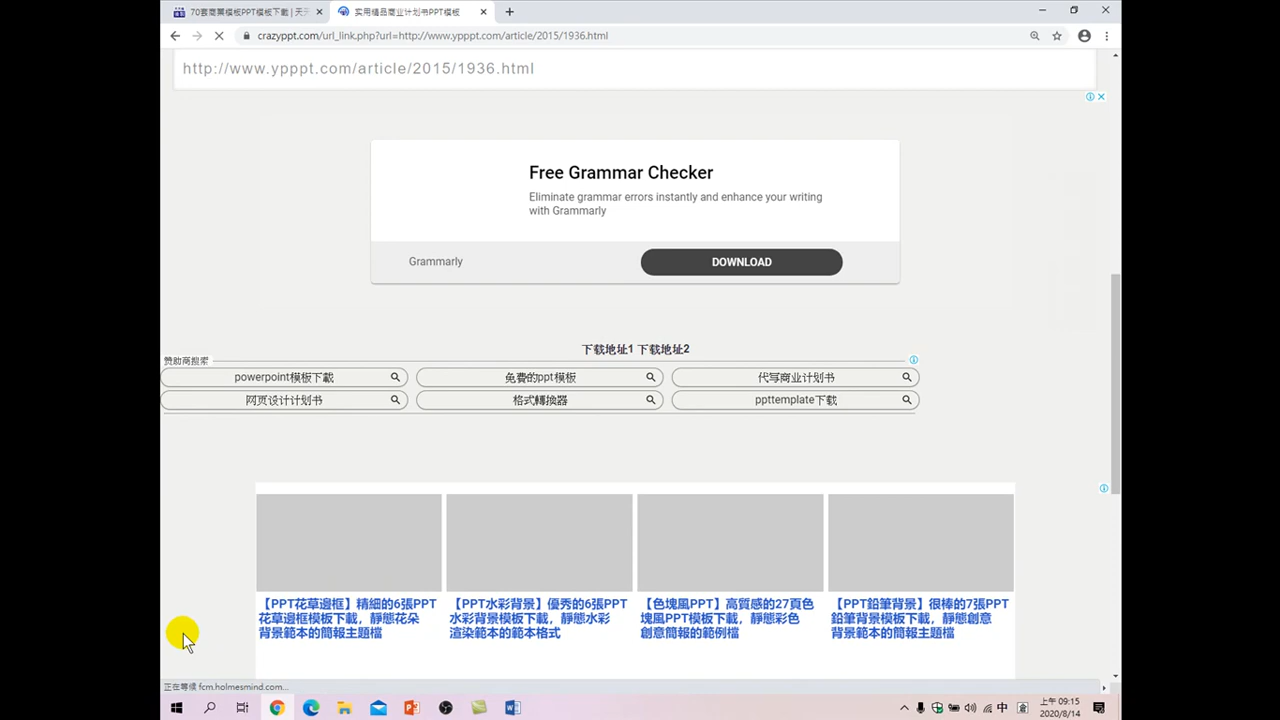 70套商業模板PPT模板下載 | 天天
实用精品商业计划书PPT模板
crazyppt.com/url_link.php?url=http://www.ypppt.com/article/2015/1936.html
http://www.ypppt.com/article/2015/1936.html
Free Grammar Checker
Eliminate grammar errors instantly and enhance your writing
with Grammarly
Grammarly
DOWNLOAD
下载地址1 下载地址2
赞助商搜索
powerpoint模板下載
免費的ppt模板
代写商业计划书
网页设计计划书
格式轉換器
ppttemplate下载
【PPT花草邊框】精細的6張PPT
花草邊框模板下載，靜態花朵
背景範本的簡報主題檔
【PPT水彩背景】優秀的6張PPT
水彩背景模板下載，靜態水彩
渲染範本的範本格式
【色塊風PPT】高質感的27頁色
塊風PPT模板下載，靜態彩色
創意簡報的範例檔
【PPT鉛筆背景】很棒的7張PPT
鉛筆背景模板下載，靜態創意
背景範本的簡報主題檔
正在等候 fcm.holmesmind.com...
中
上午 09:15
2020/8/14